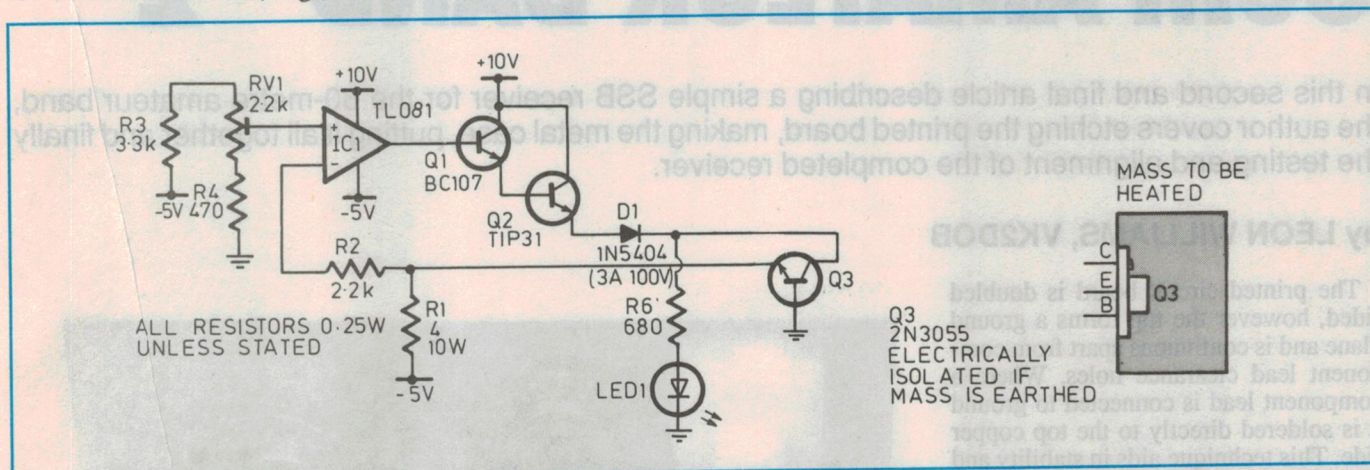 +10V
+10V
RV1
2·2k
TL081
R3
3·3k
+
IC1
-
Q1
BC107
-5V
R4
470
-5V
Q2
TIP31
D1
1N5404
(3A 100V)
R2
2·2k
Q3
R6
680
R1
10W
ALL RESISTORS 0·25W
UNLESS STATED
-5V
LED1
Q3
2N3055
ELECTRICALLY
ISOLATED IF
MASS IS EARTHED
MASS TO BE
HEATED
C
E
B
Q3
n this second and final article describing a simple SSB receiver for the 80-metre amateur band,
he author covers etching the printed board, making the metal case, putting it all together and finally
he testing and alignment of the completed receiver.
by LEON WILLIAMS, VK2DOB
The printed circuit board is doubled
sided, however the top forms a ground
plane and is continuous apart from
component lead clearance holes.
component lead is connected to ground
is soldered directly to the top copper
This technique aids in stability and